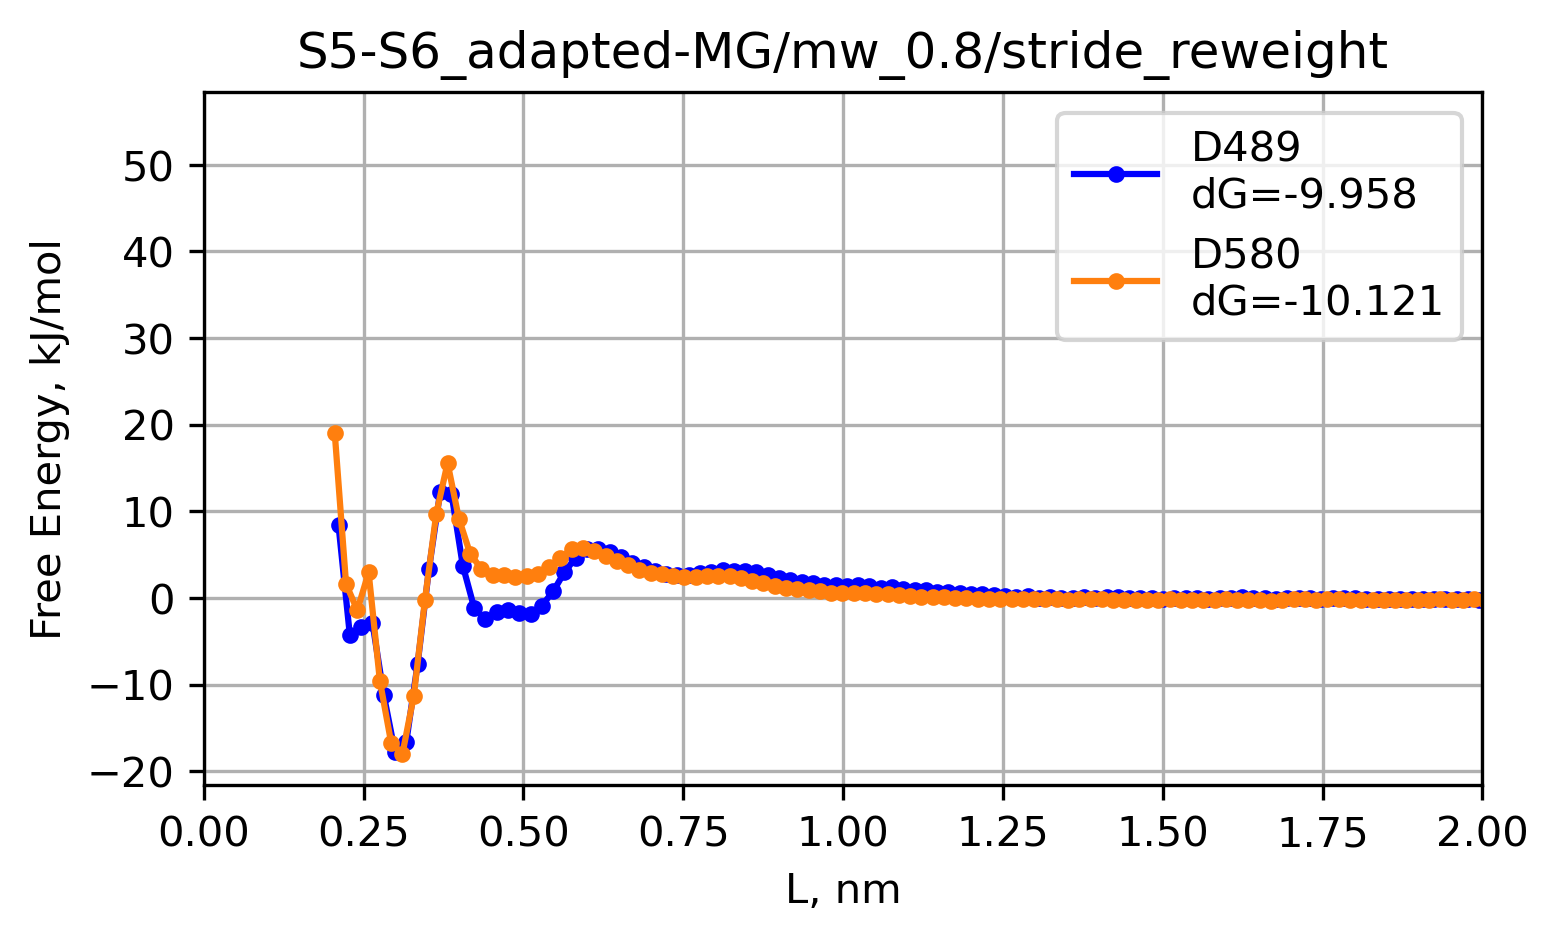 S5-S6_adapted-MG/mw_0.8/stride_reweight
D489
dG=-9.958
D580
dG=-10.121
50
40
30
20
10
0
−10
−20
Free Energy, kJ/mol
0.00 0.25 0.50 0.75 1.00 1.25 1.50 1.75 2.00
L, nm